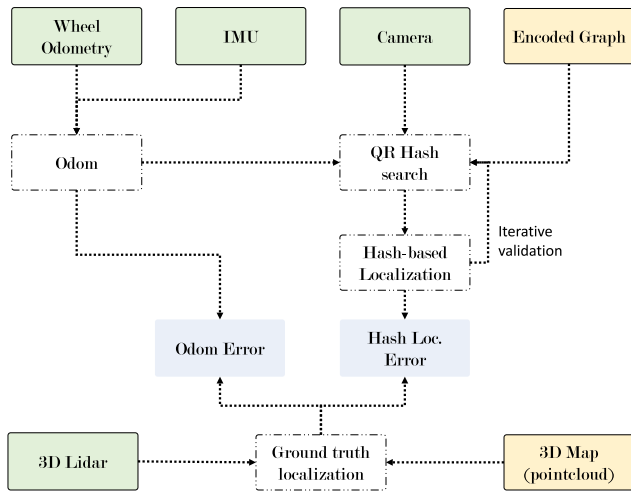 Wheel
Odometry
IMU
Camera
Encoded Graph
Odom
QR Hash
search
Iterative
validation
Hash-based
Localization
Odom Error
Hash Loc.
Error
3D Lidar
Ground truth
localization
3D Map
(pointcloud)